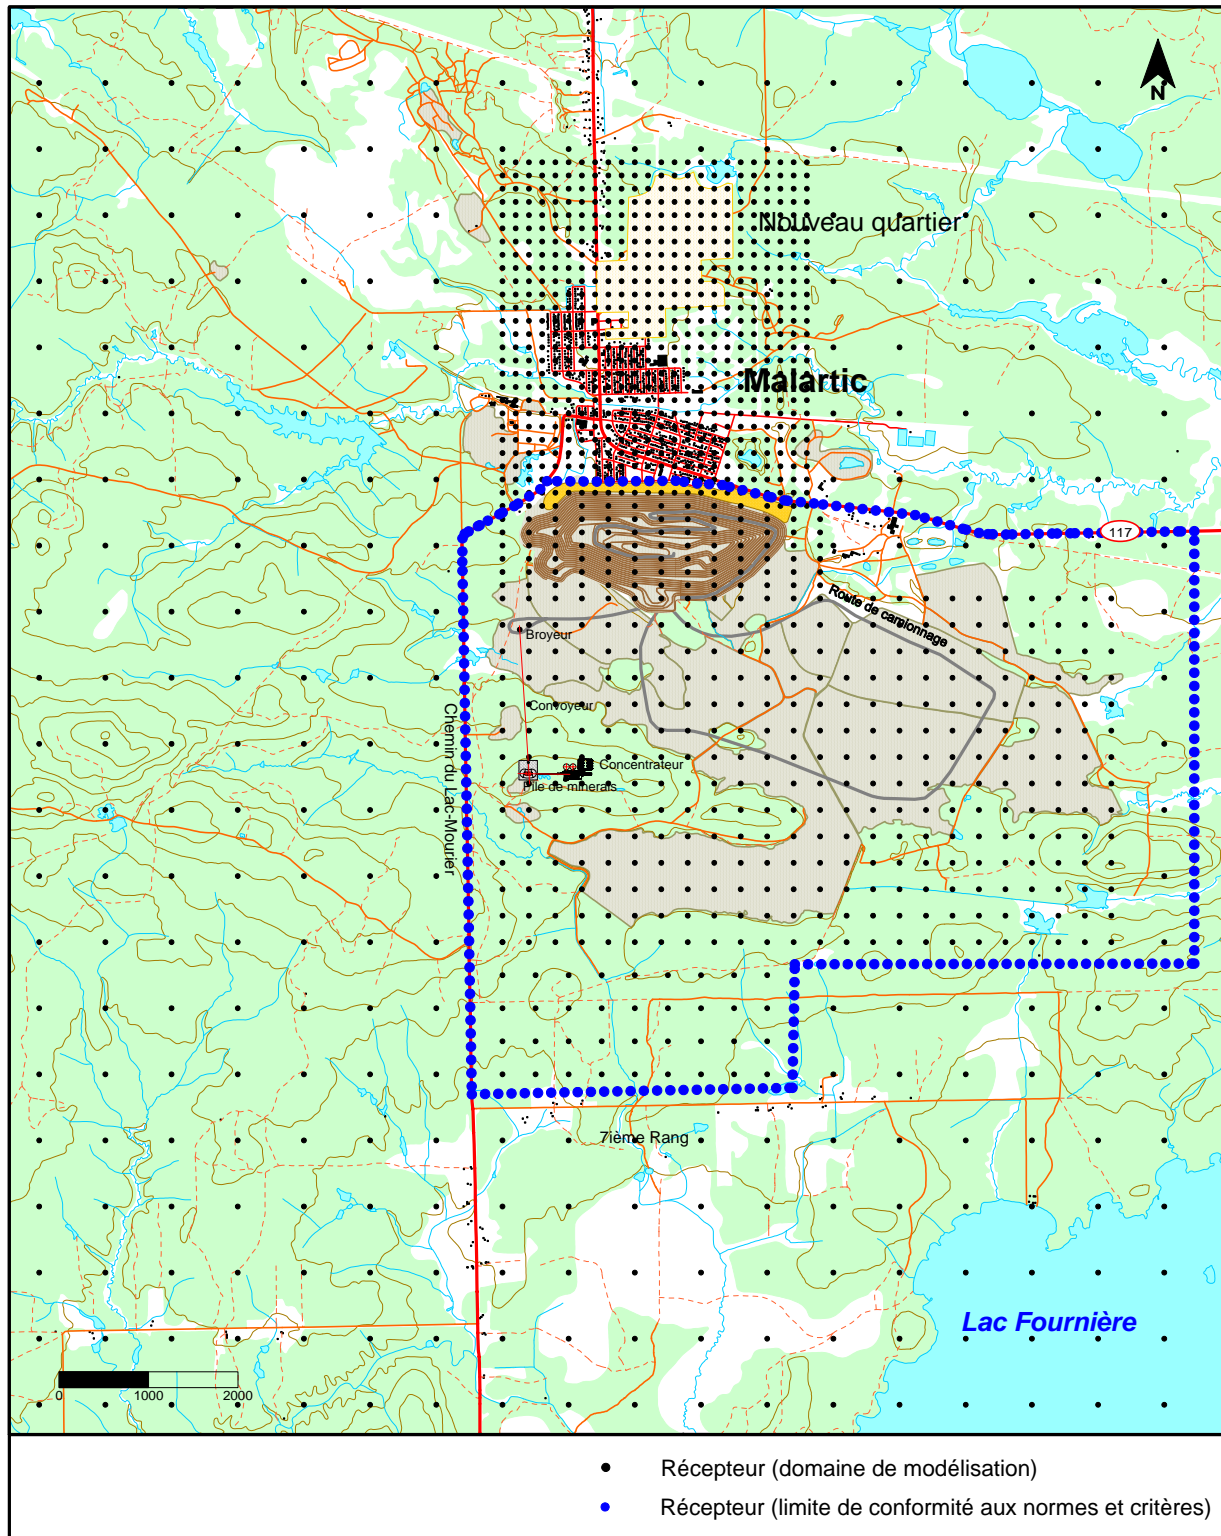 N
Nouveau quartier
Malartic
117
Route de camionnage
Broyeur
Convoyeur
Chemin du Lac-Mourier
Concentrateur
Pile de minerais
7ième Rang
Lac Fournière
0 1000 2000
Récepteur (domaine de modélisation)
Récepteur (limite de conformité aux normes et critères)